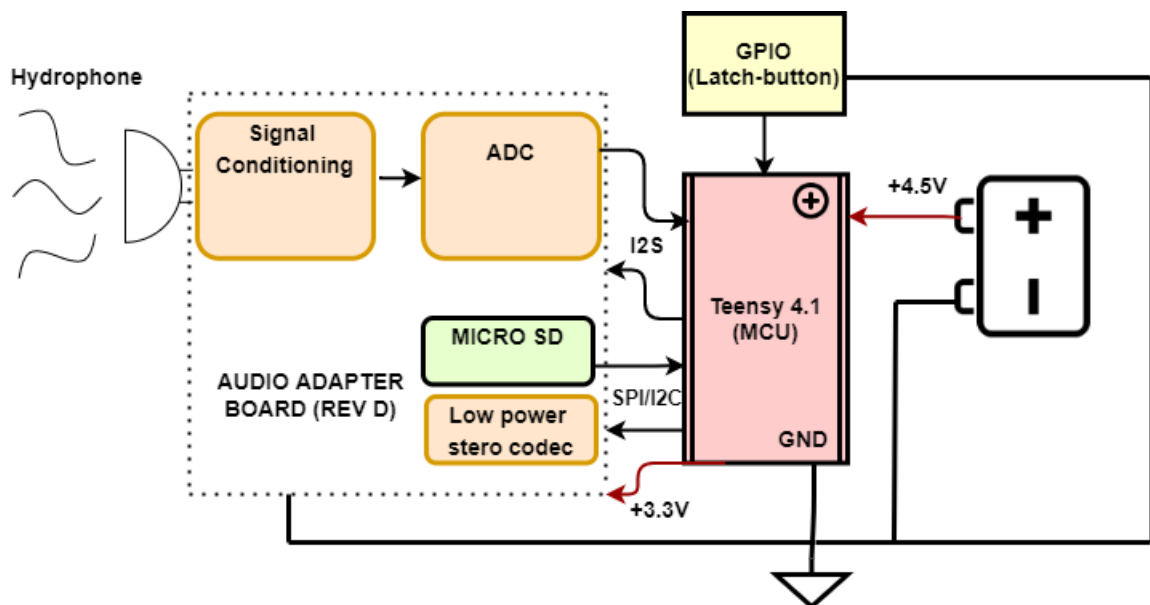 Hydrophone
Signal
Conditioning
ADC
GPIO
(Latch-button)
+4.5V
I2S
Teensy 4.1
(MCU)
MICRO SD
AUDIO ADAPTER
BOARD (REV D)
SPI/I2C
Low power
stero codec
GND
+3.3V